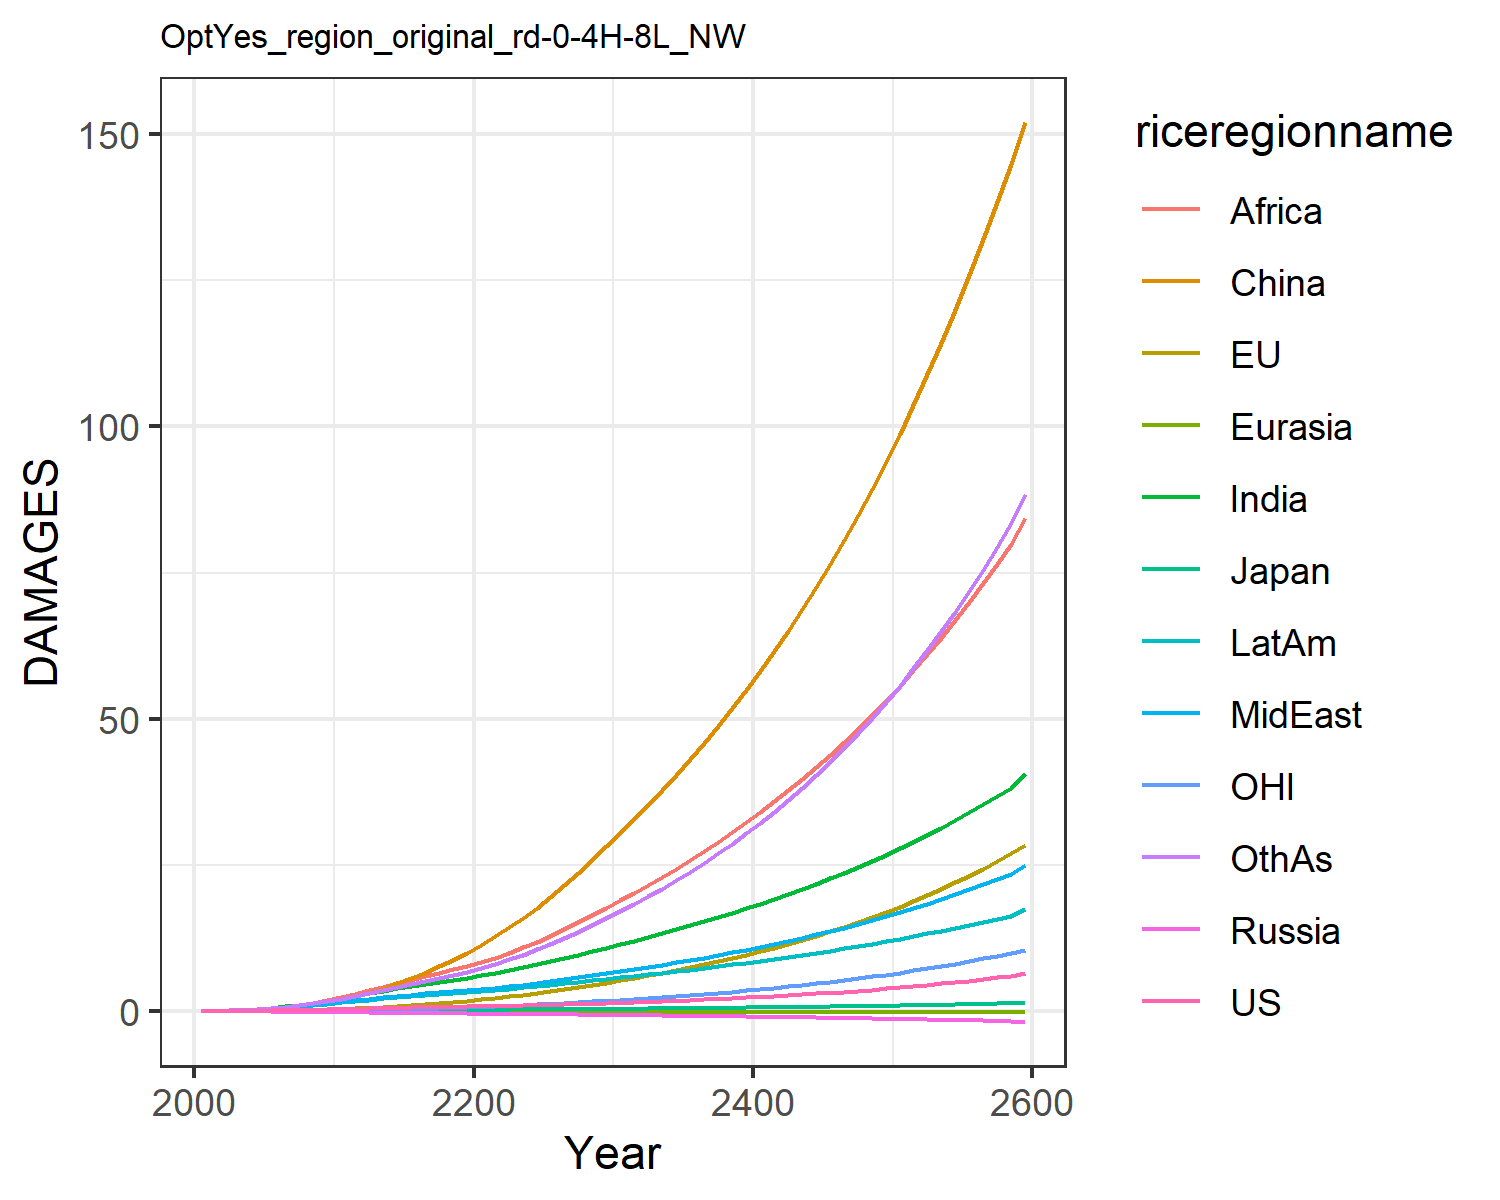 OptYes_region_original_rd-0-4H-8L_NW
150
100
50
0
DAMAGES
2000 2200 2400 2600
Year
riceregionname
Africa
China
EU
Eurasia
India
Japan
LatAm
MidEast
OHI
OthAs
Russia
US